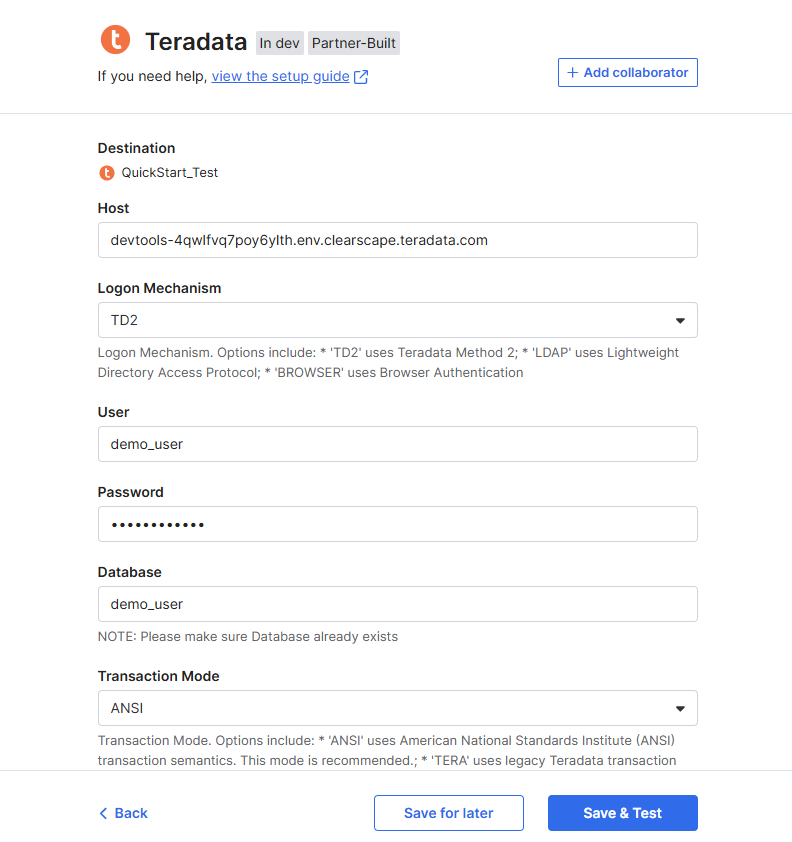 Teradata In dev Partner-Built
If you need help, view the setup guide
+ Add collaborator
Destination
QuickStart_Test
Host
devtools-4qwlfvq7poy6ylth.env.clearscape.teradata.com
Logon Mechanism
TD2
Logon Mechanism. Options include: * 'TD2' uses Teradata Method 2; * 'LDAP' uses Lightweight
Directory Access Protocol; * 'BROWSER' uses Browser Authentication
User
demo_user
Password
••••••••••••
Database
demo_user
NOTE: Please make sure Database already exists
Transaction Mode
ANSI
Transaction Mode. Options include: * 'ANSI' uses American National Standards Institute (ANSI)
transaction semantics. This mode is recommended.; * 'TERA' uses legacy Teradata transaction
Back
Save for later
Save & Test